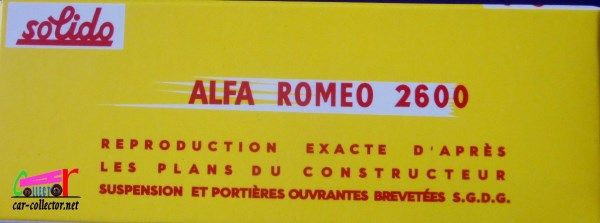 solido
ALFA ROMEO 2600
REPRODUCTION EXACTE D'APRÈS
LES PLANS DU CONSTRUCTEUR
SUSPENSION ET PORTIÈRES OUVRANTES BREVETÉES S.G.D.G.
Collector
car-collector.net